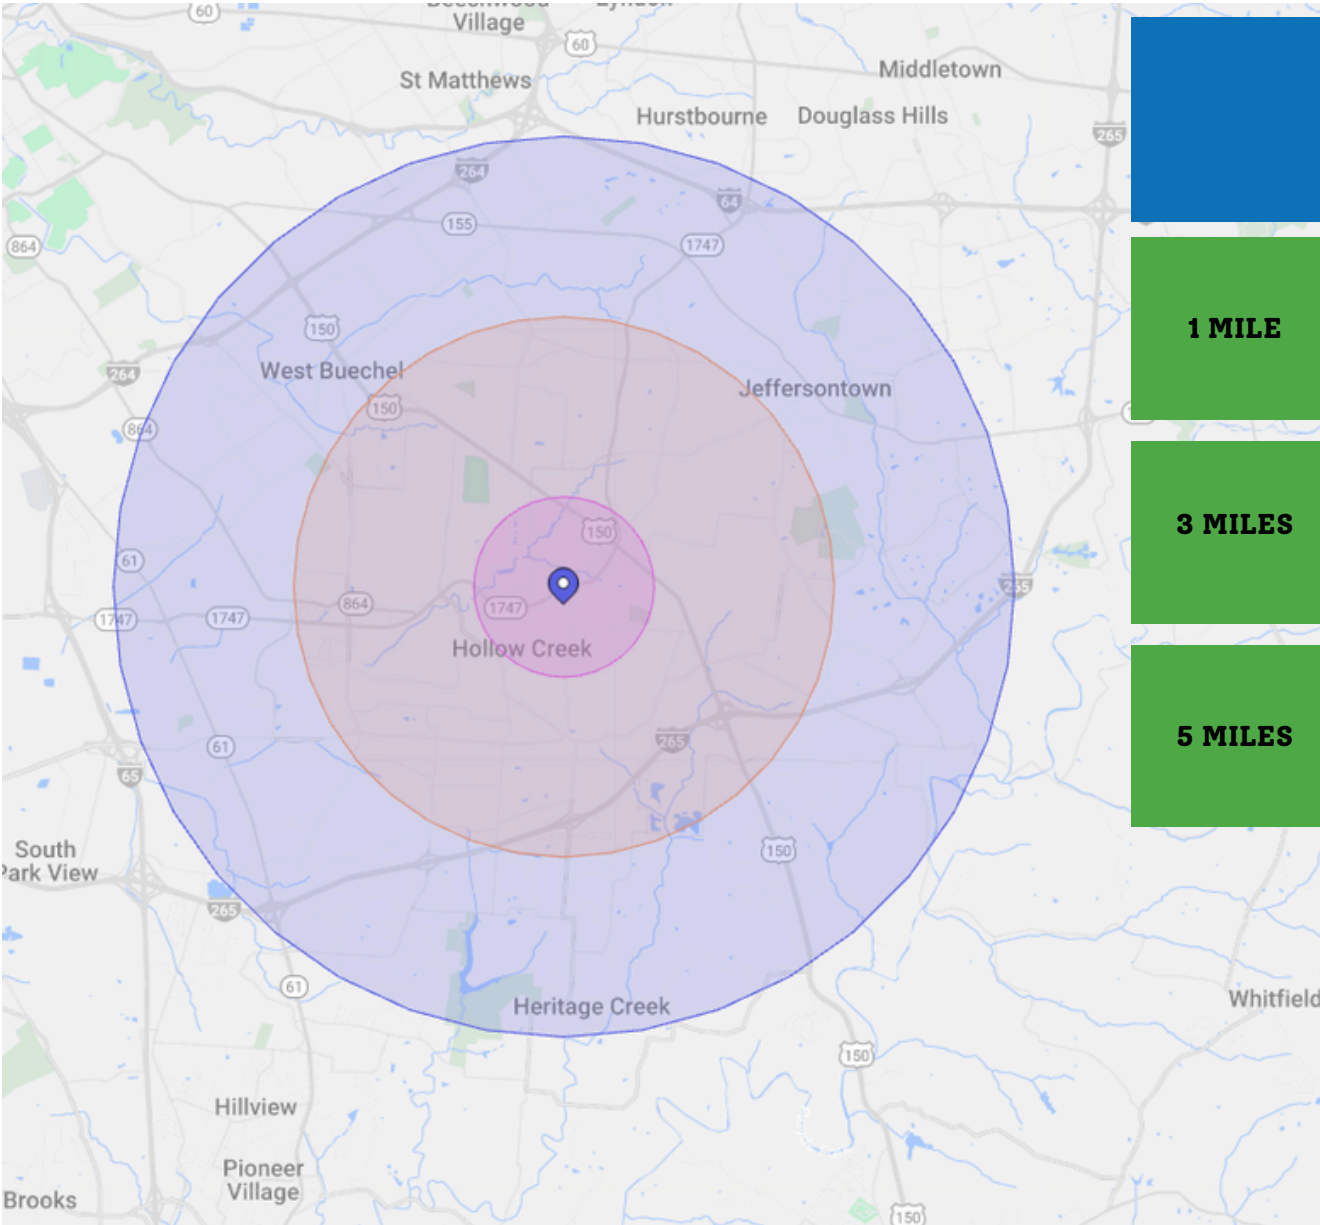 60
Village
60
St Matthews
Middletown
Hurstbourne
Douglass Hills
265
264
64
155
864
1747
150
1 MILE
West Buechel
264
Jeffersontown
150
864
3 MILES
150
61
265
864
1747
1747
1747
Hollow Creek
5 MILES
265
61
65
150
South
Park View
265
61
Whitfield
Heritage Creek
150
Hillview
Pioneer
Village
Brooks
150